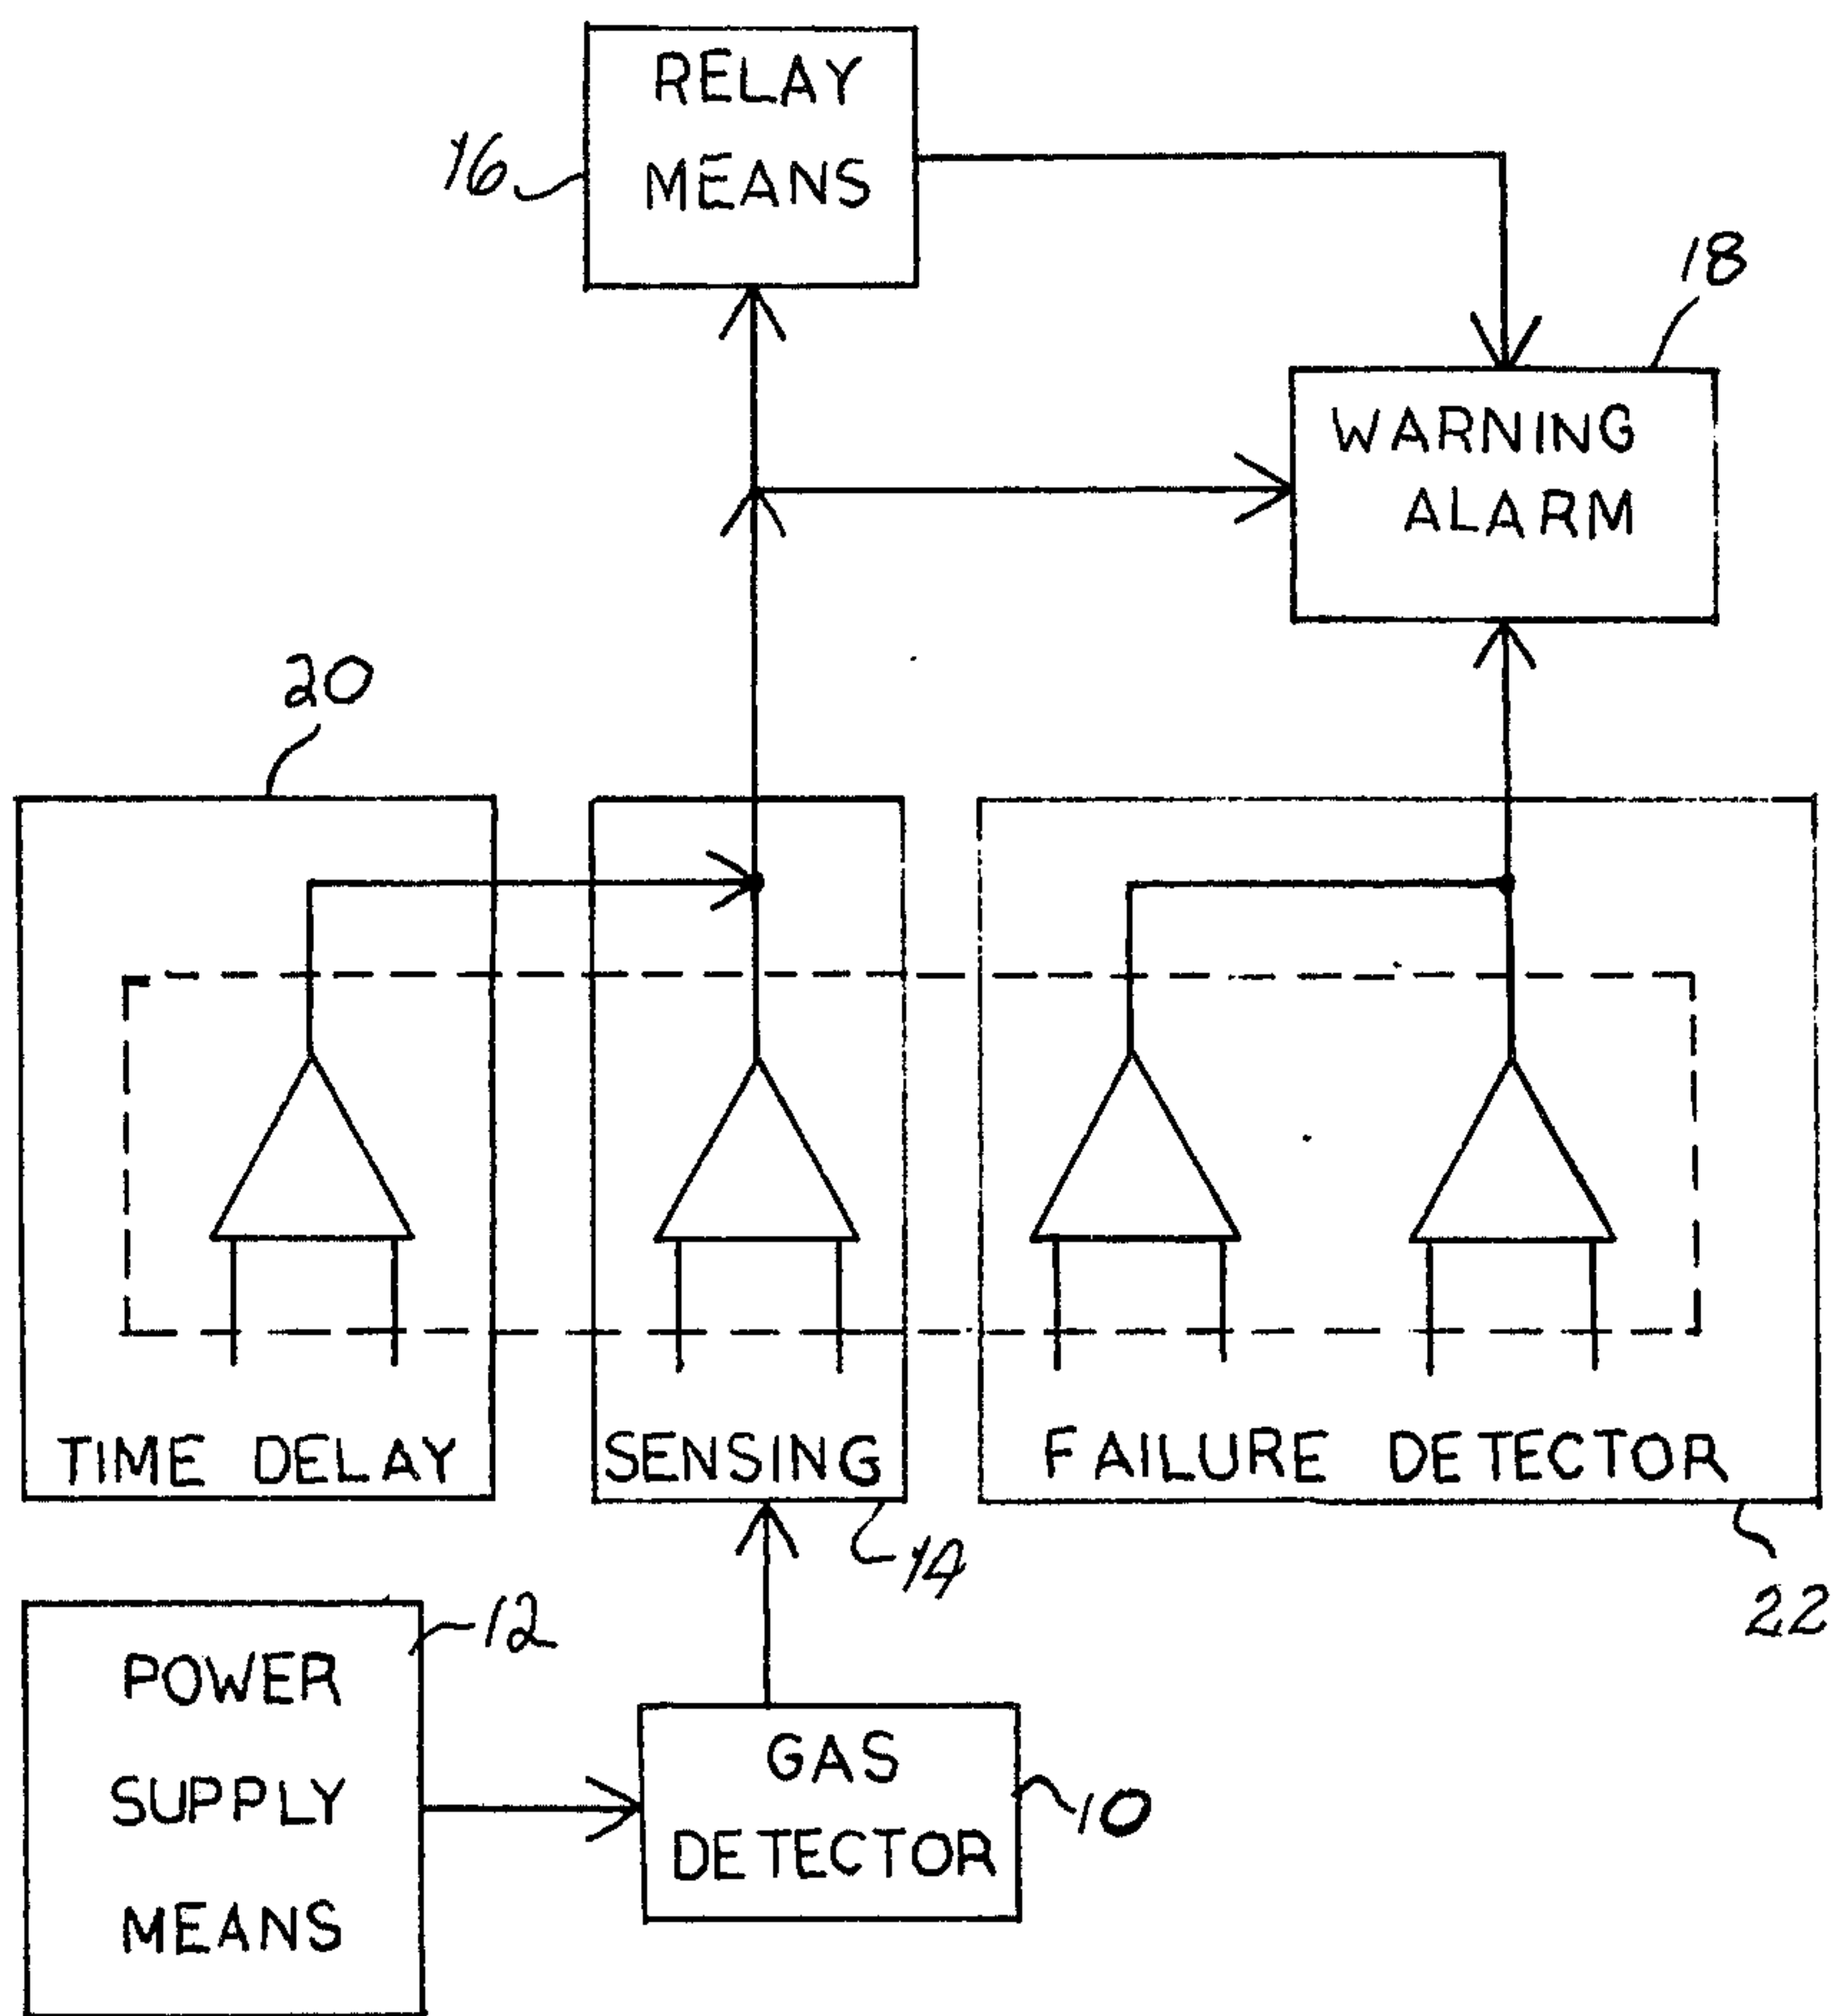 RELAY
MEANS
16
18
WARNING
ALARM
20
TIME DELAY
SENSING
FAILURE DETECTOR
14
22
12
POWER
SUPPLY
MEANS
GAS
DETECTOR
10